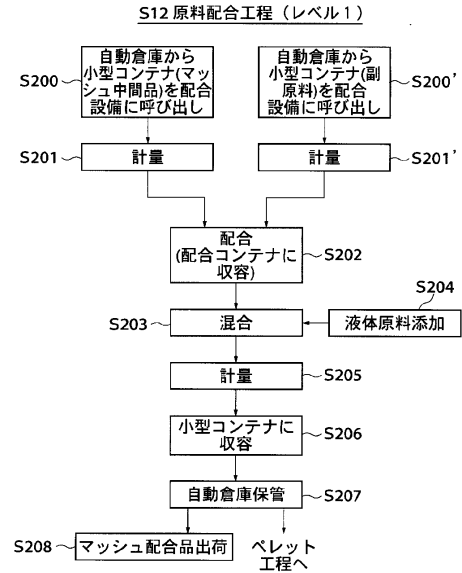 S12 原料配合工程（レベル1）
S200
自動倉庫から
小型コンテナ(マッ
シュ中間品)を配合
設備に呼び出し
自動倉庫から
小型コンテナ(副
原料)を配合
設備に呼び出し
S200'
S201
計量
計量
S201'
配合
(配合コンテナに
収容)
S202
S204
S203
混合
液体原料添加
計量
S205
小型コンテナに
収容
S206
自動倉庫保管
S207
S208
マッシュ配合品出荷
ペレット
工程へ